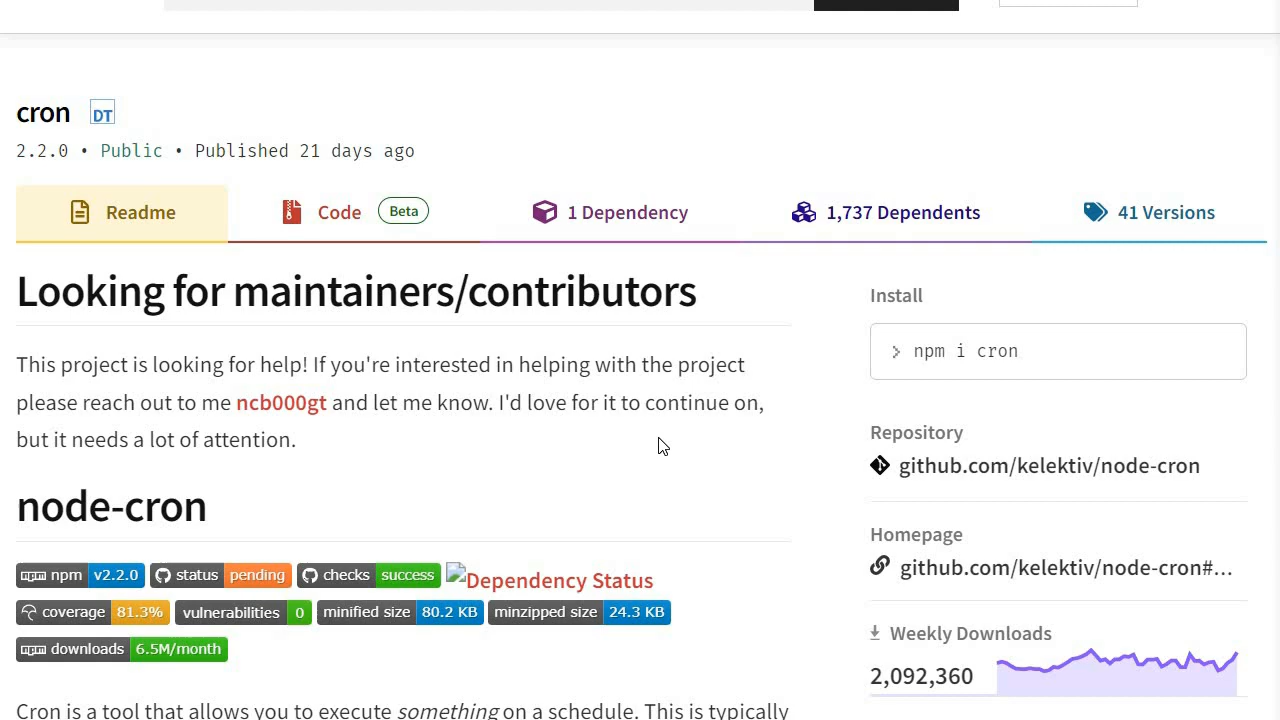 cron DT
2.2.0 • Public • Published 21 days ago
Readme
Code Beta
1 Dependency
1,737 Dependents
41 Versions
Looking for maintainers/contributors
This project is looking for help! If you're interested in helping with the project
please reach out to me ncb000gt and let me know. I'd love for it to continue on,
but it needs a lot of attention.
node-cron
npm v2.2.0 status pending checks success Dependency Status
coverage 81.3% vulnerabilities 0 minified size 80.2 KB minzipped size 24.3 KB
downloads 6.5M/month
Cron is a tool that allows you to execute something on a schedule. This is typically
Install
> npm i cron
Repository
github.com/kelektiv/node-cron
Homepage
github.com/kelektiv/node-cron#...
Weekly Downloads
2,092,360